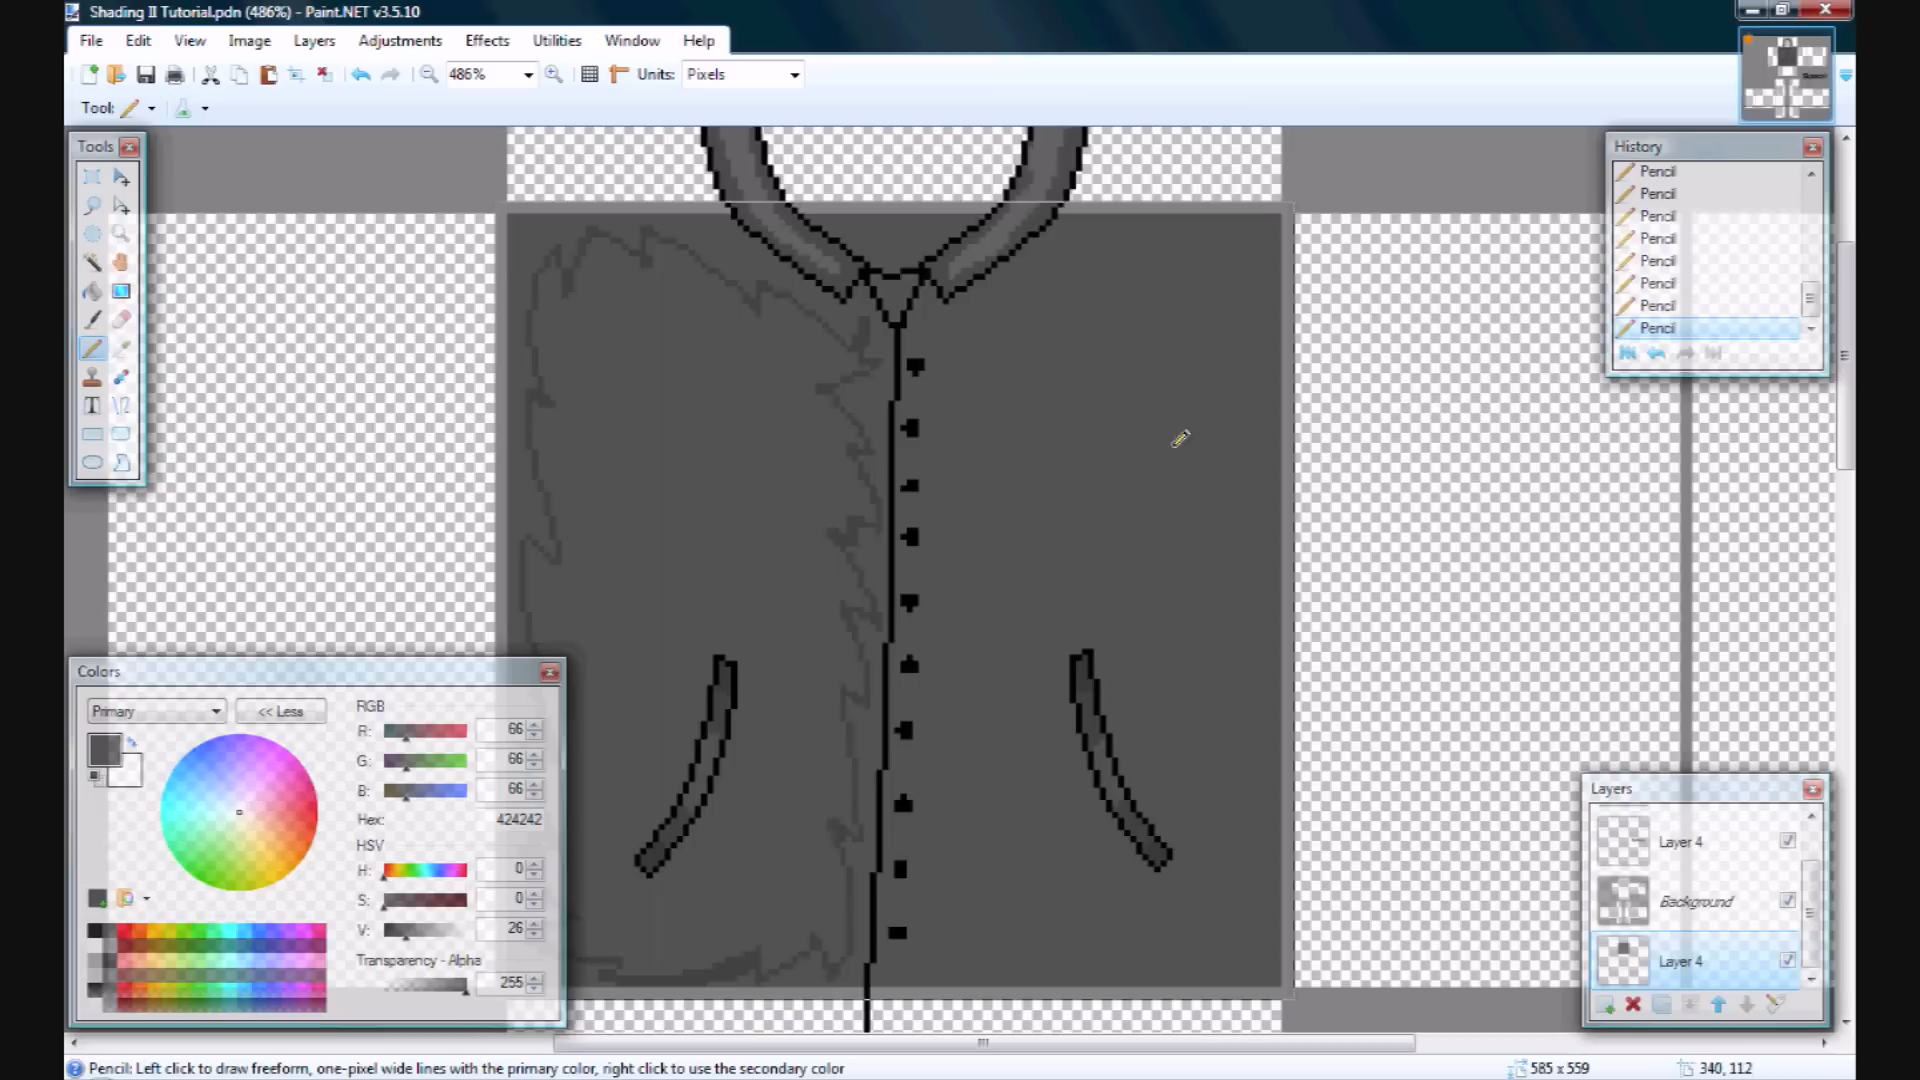 Shading II Tutorial.pdn (486%) - Paint.NET v3.5.10
File Edit View Image Layers Adjustments Effects Utilities Window Help
486% Units: Pixels
Tool:
Tools
History
Pencil
Pencil
Pencil
Pencil
Pencil
Pencil
Pencil
Pencil
Colors
Primary << Less
RGB
R: 66
G: 66
B: 66
Hex: 424242
HSV
H: 0
S: 0
V: 26
Transparency - Alpha
255
Layers
Layer 4
Background
Layer 4
Pencil: Left click to draw freeform, one-pixel wide lines with the primary color, right click to use the secondary color
585 x 559 340, 112